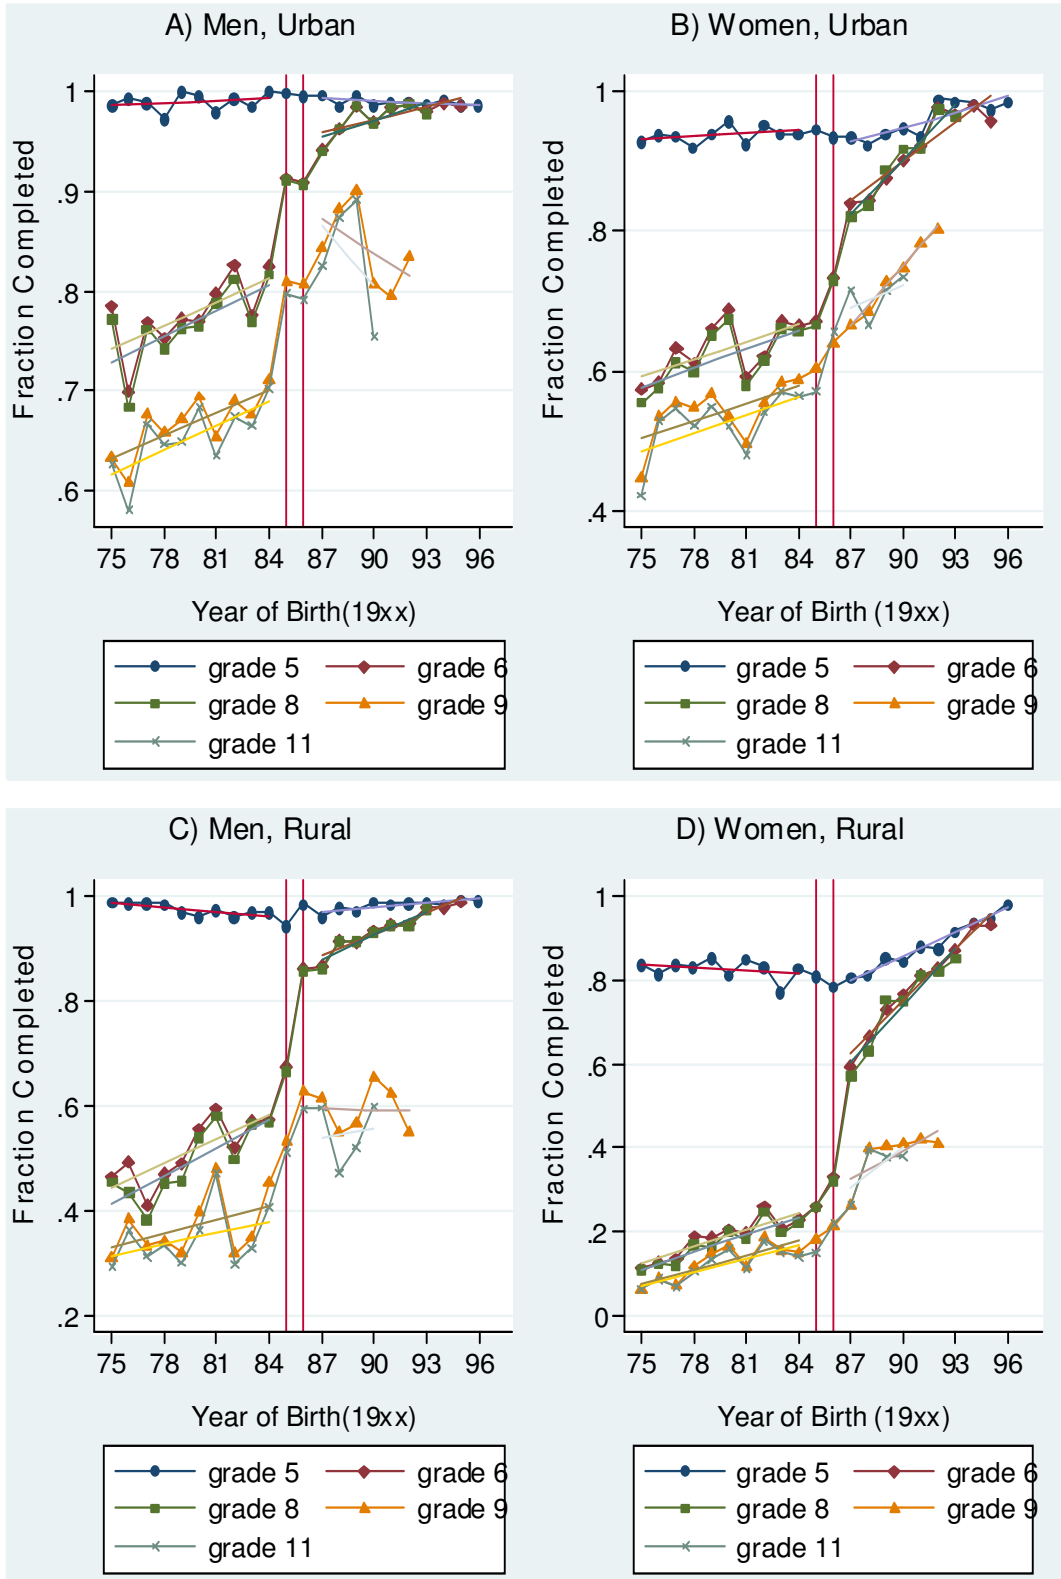 A) Men, Urban
Fraction Completed
1
.9
.8
.7
.6
75 78 81 84 87 90 93 96
Year of Birth(19xx)
grade 5 grade 6
grade 8 grade 9
grade 11
B) Women, Urban
Fraction Completed
1
.8
.6
.4
75 78 81 84 87 90 93 96
Year of Birth (19xx)
grade 5 grade 6
grade 8 grade 9
grade 11
C) Men, Rural
Fraction Completed
1
.8
.6
.4
.2
75 78 81 84 87 90 93 96
Year of Birth(19xx)
grade 5 grade 6
grade 8 grade 9
grade 11
D) Women, Rural
Fraction Completed
1
.8
.6
.4
.2
0
75 78 81 84 87 90 93 96
Year of Birth (19xx)
grade 5 grade 6
grade 8 grade 9
grade 11